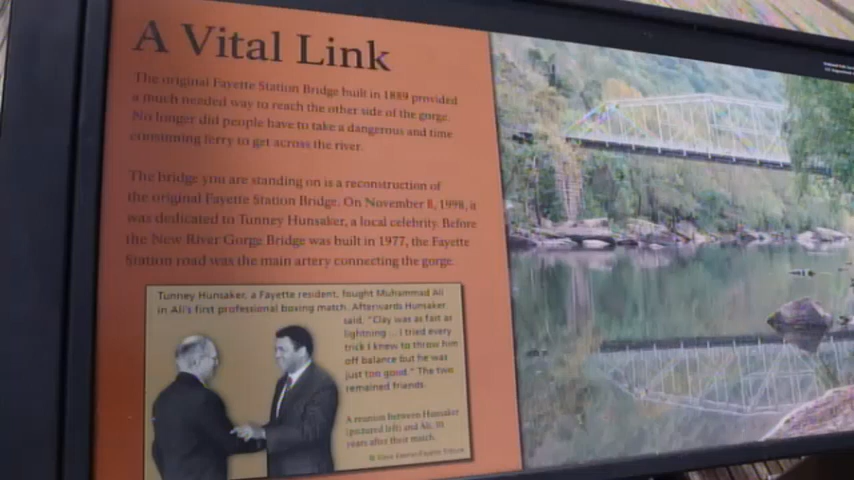 A Vital Link
The original Fayette Station Bridge built in 1889 provided
a much needed way to reach the other side of the gorge.
No longer did people have to take a dangerous and time
consuming ferry to get across the river.
The bridge you are standing on is a reconstruction of
the original Fayette Station Bridge. On November 8, 1998, it
was dedicated to Tunney Hunsaker, a local celebrity. Before
the New River Gorge Bridge was built in 1977, the Fayette
Station road was the main artery connecting the gorge.
Tunney Hunsaker, a Fayette resident, fought Muhammad Ali
in Ali's first professional boxing match. Afterwards Hunsaker
said, "Clay was as fast as
lightning ... I tried every
trick I knew to throw him
off balance but he was
just too good." The two
remained friends.
A reunion between Hunsaker
(pictured left) and Ali,
years after their match.
Fayette Tribune